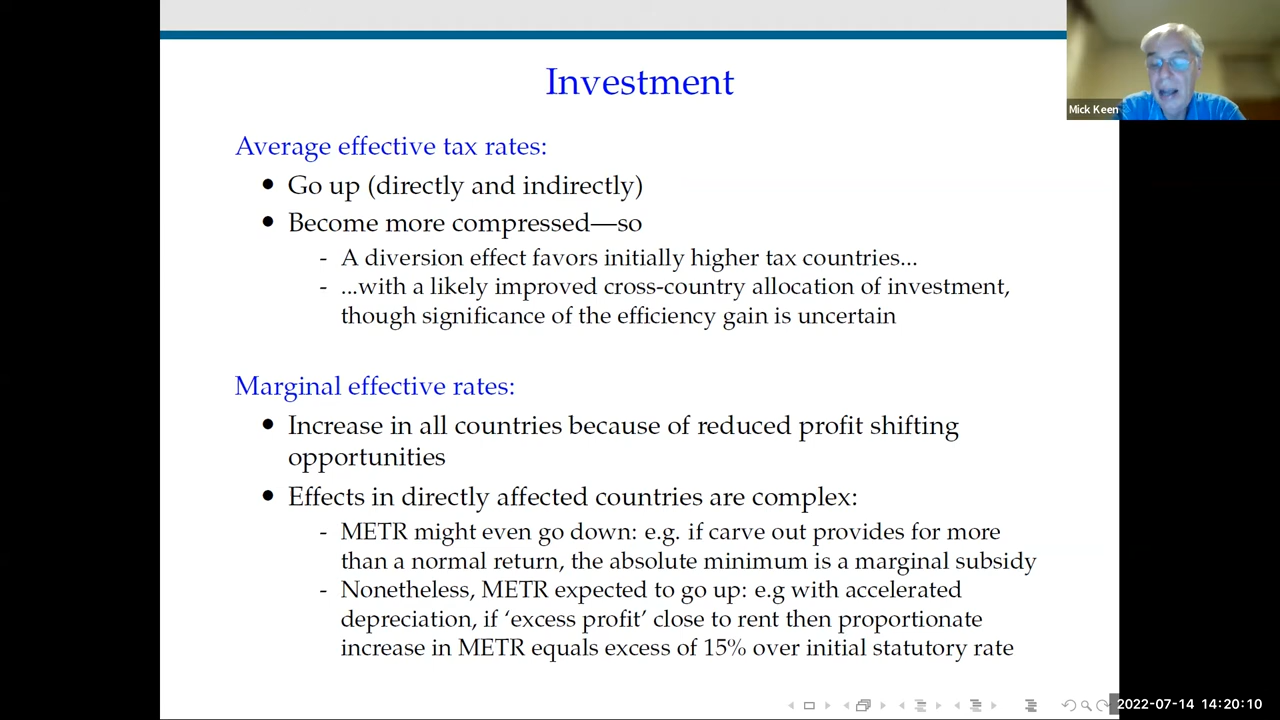 Investment
Mick Keen
Average effective tax rates:
• Go up (directly and indirectly)
• Become more compressed—so
- A diversion effect favors initially higher tax countries...
- ...with a likely improved cross-country allocation of investment,
though significance of the efficiency gain is uncertain
Marginal effective rates:
• Increase in all countries because of reduced profit shifting
opportunities
• Effects in directly affected countries are complex:
- METR might even go down: e.g. if carve out provides for more
than a normal return, the absolute minimum is a marginal subsidy
- Nonetheless, METR expected to go up: e.g with accelerated
depreciation, if ‘excess profit’ close to rent then proportionate
increase in METR equals excess of 15% over initial statutory rate
2022-07-14 14:20:10